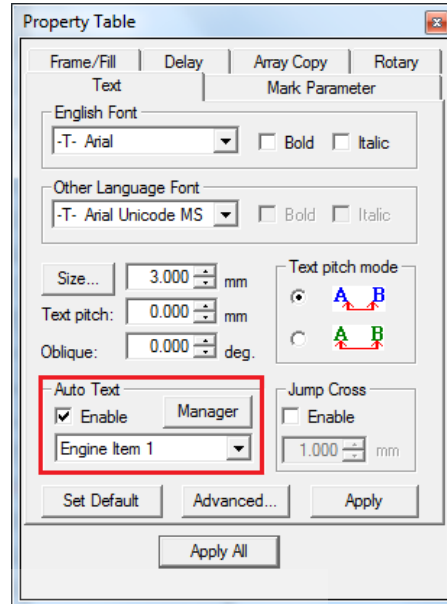 Property Table
Frame/Fill Delay Array Copy Rotary
Text Mark Parameter
English Font
-T- Arial Bold Italic
Other Language Font
-T- Arial Unicode MS Bold Italic
Size... 3.000 mm
Text pitch: 0.000 mm
Oblique: 0.000 deg.
Text pitch mode
A B
A B
Auto Text
Enable Manager
Engine Item 1
Jump Cross
Enable
1.000 mm
Set Default Advanced... Apply
Apply All